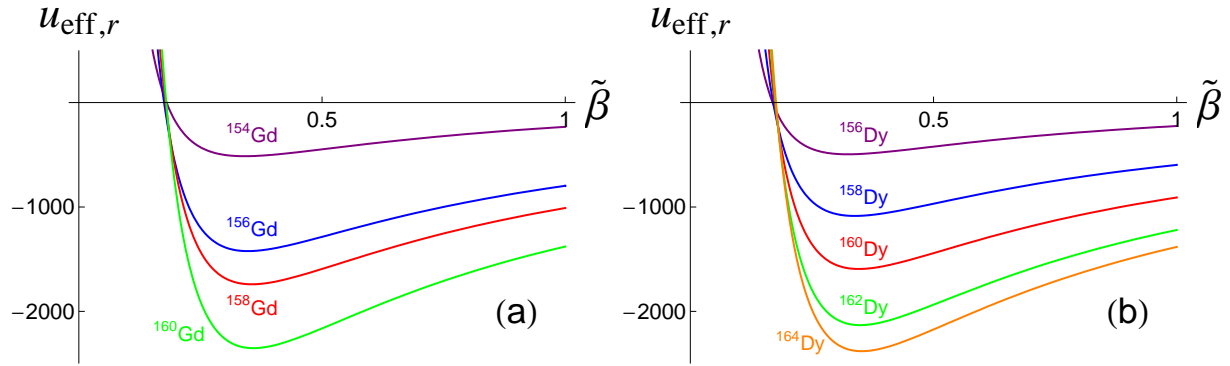 u_eff,r
β̃
0.5
1
−1000
−2000
¹⁵⁴Gd
¹⁵⁶Gd
¹⁵⁸Gd
¹⁶⁰Gd
(a)
u_eff,r
β̃
0.5
1
−1000
−2000
¹⁵⁶Dy
¹⁵⁸Dy
¹⁶⁰Dy
¹⁶²Dy
¹⁶⁴Dy
(b)